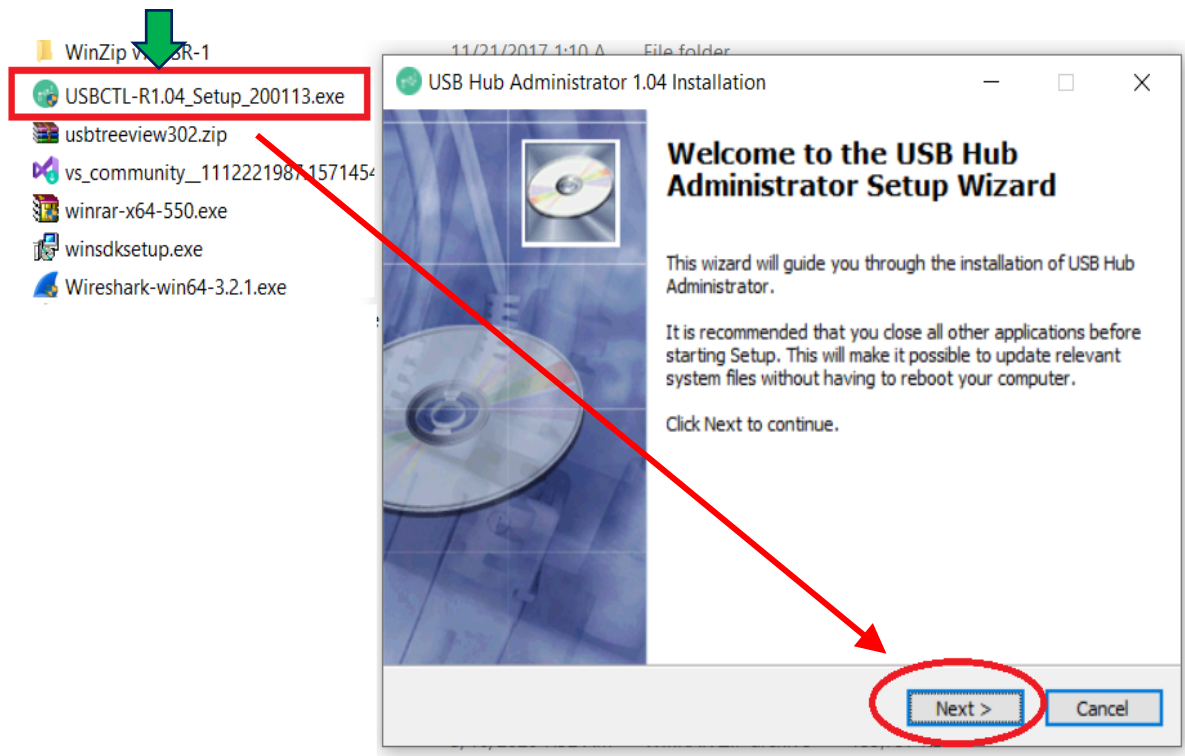 WinZip v
R-1
11/21/2017 1:10 A
File folder
USBCTL-R1.04_Setup_200113.exe
usbtreeview302.zip
vs_community__1112221987.1571454
winrar-x64-550.exe
winsdksetup.exe
Wireshark-win64-3.2.1.exe
USB Hub Administrator 1.04 Installation
Welcome to the USB Hub
Administrator Setup Wizard
This wizard will guide you through the installation of USB Hub
Administrator.
It is recommended that you close all other applications before
starting Setup. This will make it possible to update relevant
system files without having to reboot your computer.
Click Next to continue.
Next >
Cancel